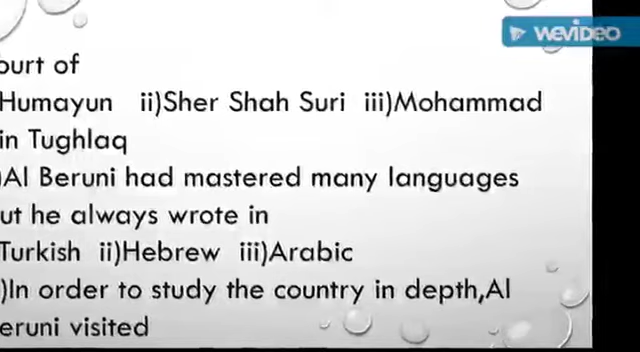 WEVIDEO
ourt of
Humayun ii)Sher Shah Suri iii)Mohammad
in Tughlaq
)Al Beruni had mastered many languages
ut he always wrote in
Turkish ii)Hebrew iii)Arabic
)In order to study the country in depth,Al
eruni visited